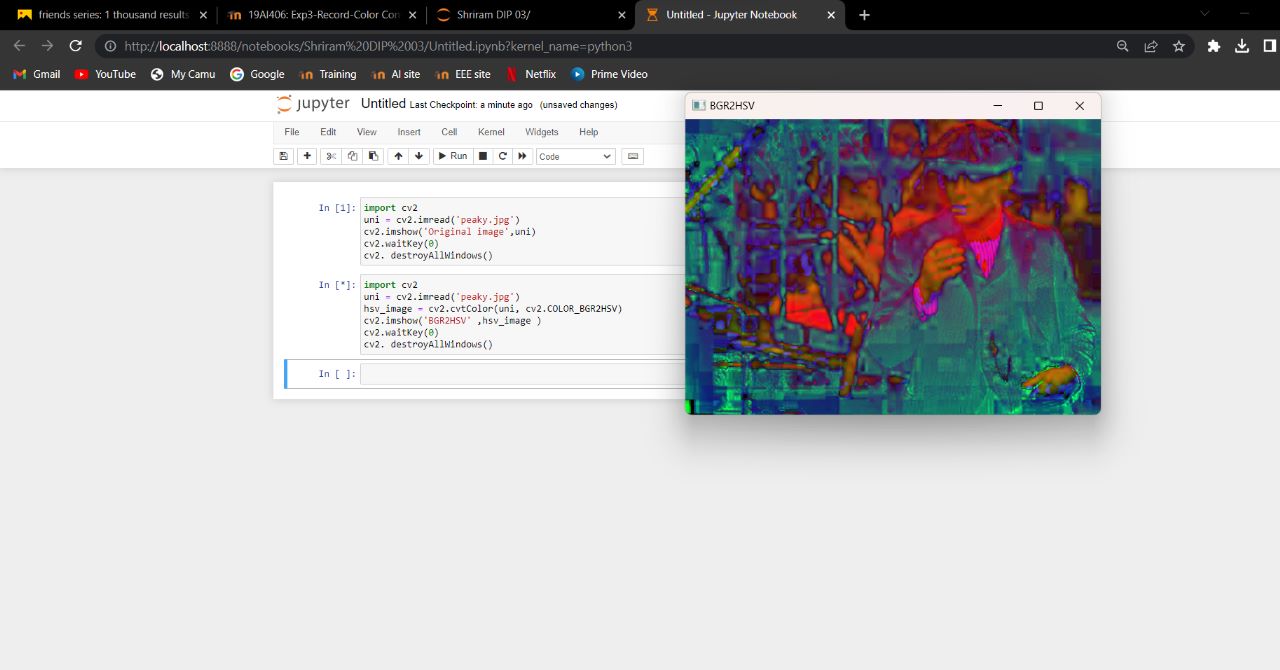 friends series: 1 thousand results
19AI406: Exp3-Record-Color Con
Shriram DIP 03/
Untitled - Jupyter Notebook
http://localhost:8888/notebooks/Shriram%20DIP%2003/Untitled.ipynb?kernel_name=python3
Gmail
YouTube
My Camu
Google
Training
AI site
EEE site
Netflix
Prime Video
jupyter Untitled Last Checkpoint: a minute ago (unsaved changes)
File Edit View Insert Cell Kernel Widgets Help
Run
Code
In [1]:
import cv2
uni = cv2.imread('peaky.jpg')
cv2.imshow('Original image',uni)
cv2.waitKey(0)
cv2. destroyAllWindows()
In [*]:
import cv2
uni = cv2.imread('peaky.jpg')
hsv_image = cv2.cvtColor(uni, cv2.COLOR_BGR2HSV)
cv2.imshow('BGR2HSV' ,hsv_image )
cv2.waitKey(0)
cv2. destroyAllWindows()
In [ ]:
BGR2HSV